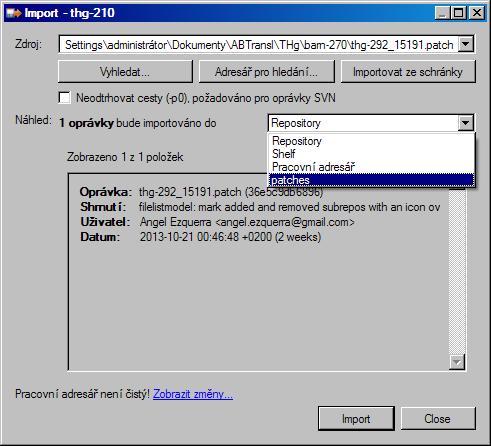 Import - thg-210
Zdroj: Settings\administrátor\Dokumenty\ABTransl\THg\barn-270\thg-292_15191.patch
Vyhledat... Adresář pro hledání... Importovat ze schránky
Neodtrhovat cesty (-p0), požadováno pro oprávky SVN
Náhled: 1 oprávky bude importováno do Repository
Repository
Shelf
Pracovní adresář
patches
Zobrazeno 1 z 1 položek
Oprávka: thg-292_15191.patch (36e5c9db6896)
Shrnutí: filelistmodel: mark added and removed subrepos with an icon ov
Uživatel: Angel Ezquerra <angel.ezquerra@gmail.com>
Datum: 2013-10-21 00:46:48 +0200 (2 weeks)
Pracovní adresář není čistý! Zobrazit změny...
Import Close